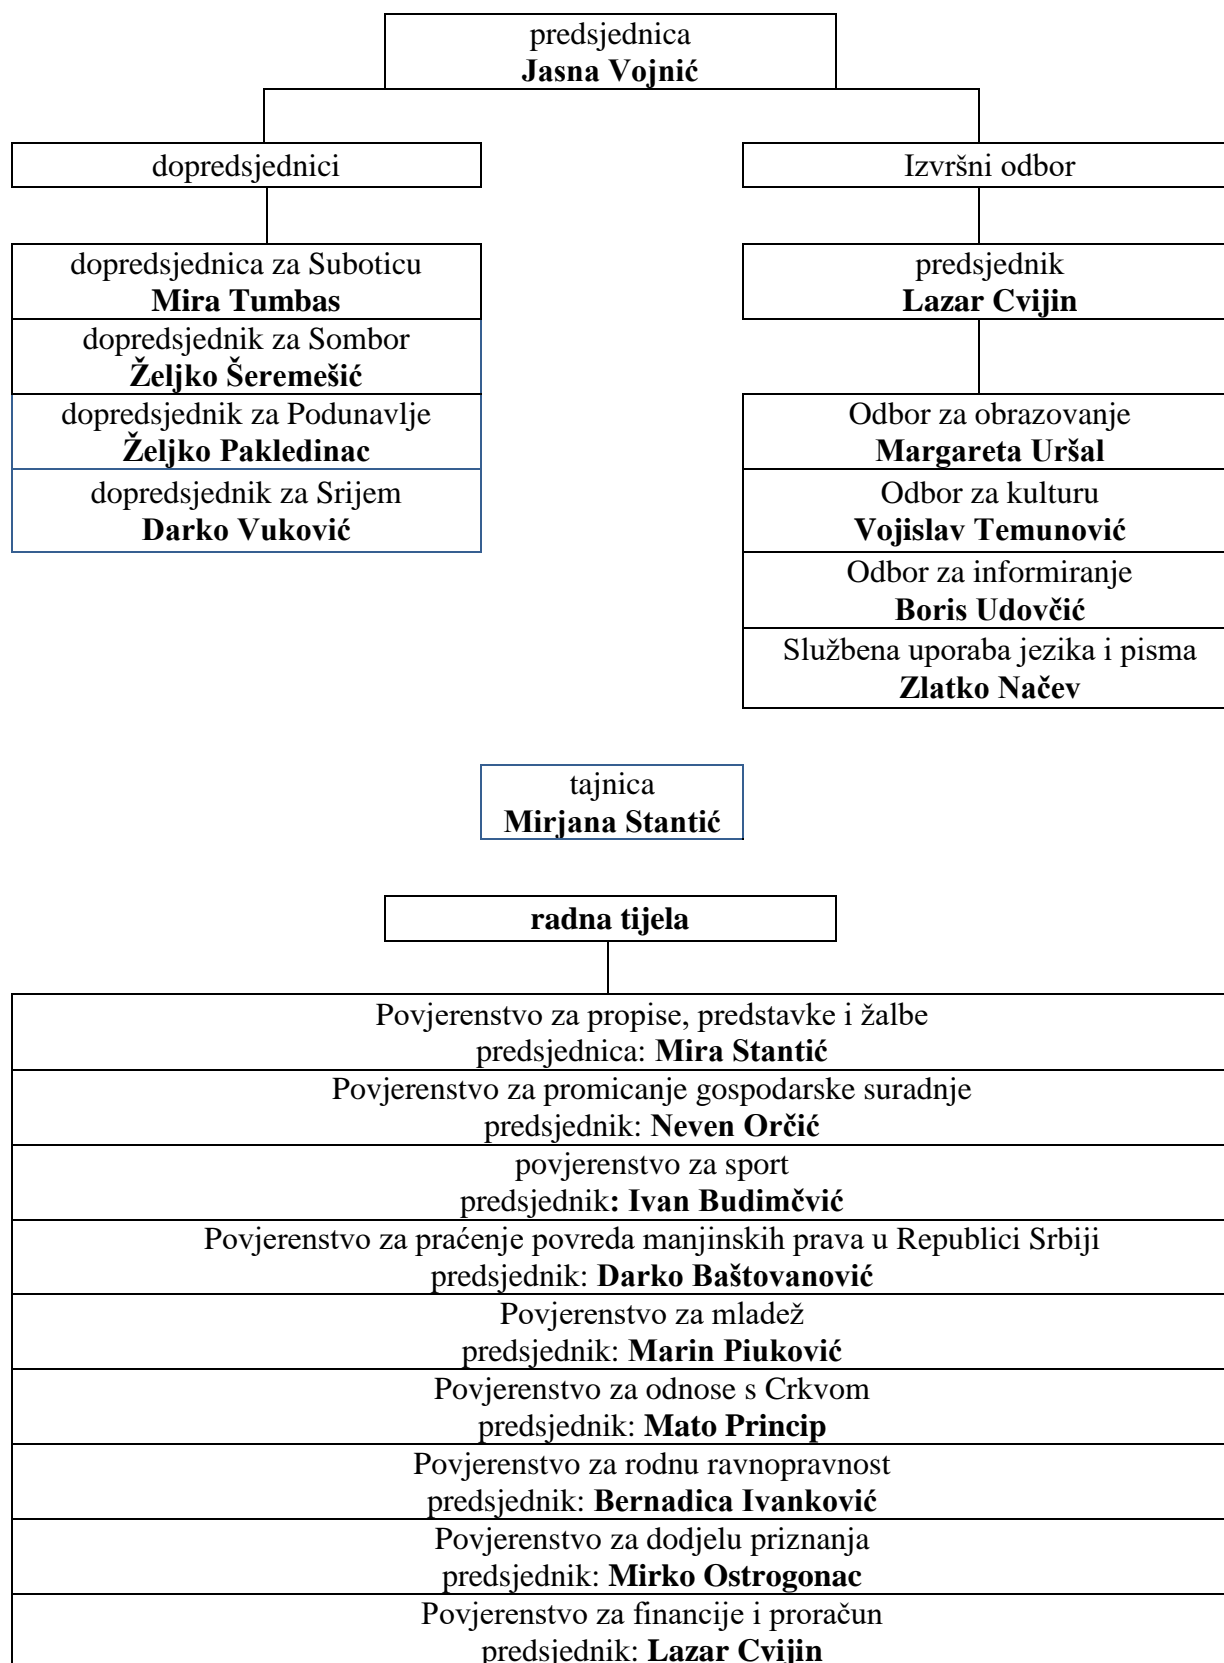 predsjednica
Jasna Vojnić
dopredsjednici
Izvršni odbor
dopredsjednica za Suboticu
Mira Tumbas
dopredsjednik za Sombor
Željko Šeremešić
dopredsjednik za Podunavlje
Željko Pakledinac
dopredsjednik za Srijem
Darko Vuković
predsjednik
Lazar Cvijin
Odbor za obrazovanje
Margareta Uršal
Odbor za kulturu
Vojislav Temunović
Odbor za informiranje
Boris Udovčić
Službena uporaba jezika i pisma
Zlatko Načev
tajnica
Mirjana Stantić
radna tijela
Povjerenstvo za propise, predstavke i žalbe
predsjednica: Mira Stantić
Povjerenstvo za promicanje gospodarske suradnje
predsjednik: Neven Orčić
povjerenstvo za sport
predsjednik: Ivan Budimčvić
Povjerenstvo za praćenje povreda manjinskih prava u Republici Srbiji
predsjednik: Darko Baštovanović
Povjerenstvo za mladež
predsjednik: Marin Piuković
Povjerenstvo za odnose s Crkvom
predsjednik: Mato Princip
Povjerenstvo za rodnu ravnopravnost
predsjednik: Bernadica Ivanković
Povjerenstvo za dodjelu priznanja
predsjednik: Mirko Ostrogonac
Povjerenstvo za financije i proračun
predsjednik: Lazar Cvijin